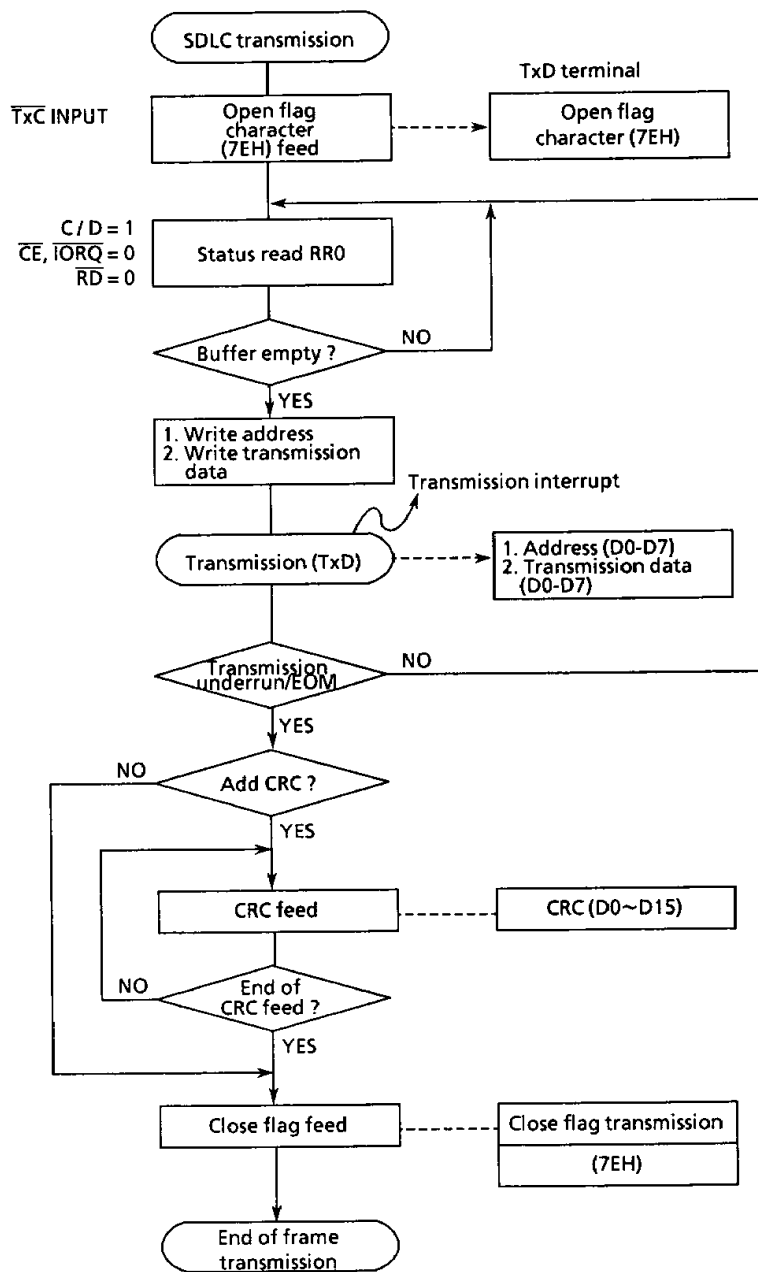 SDLC transmission
TxD terminal
TxC INPUT
Open flag
character
(7EH) feed
Open flag
character (7EH)
C / D = 1
CE, IORQ = 0
RD = 0
Status read RR0
Buffer empty ?
NO
YES
1. Write address
2. Write transmission
data
Transmission interrupt
Transmission (TxD)
1. Address (D0-D7)
2. Transmission data
(D0-D7)
Transmission
underrun/EOM
NO
YES
NO
Add CRC ?
YES
CRC feed
CRC (D0~D15)
NO
End of
CRC feed ?
YES
Close flag feed
Close flag transmission
(7EH)
End of frame
transmission